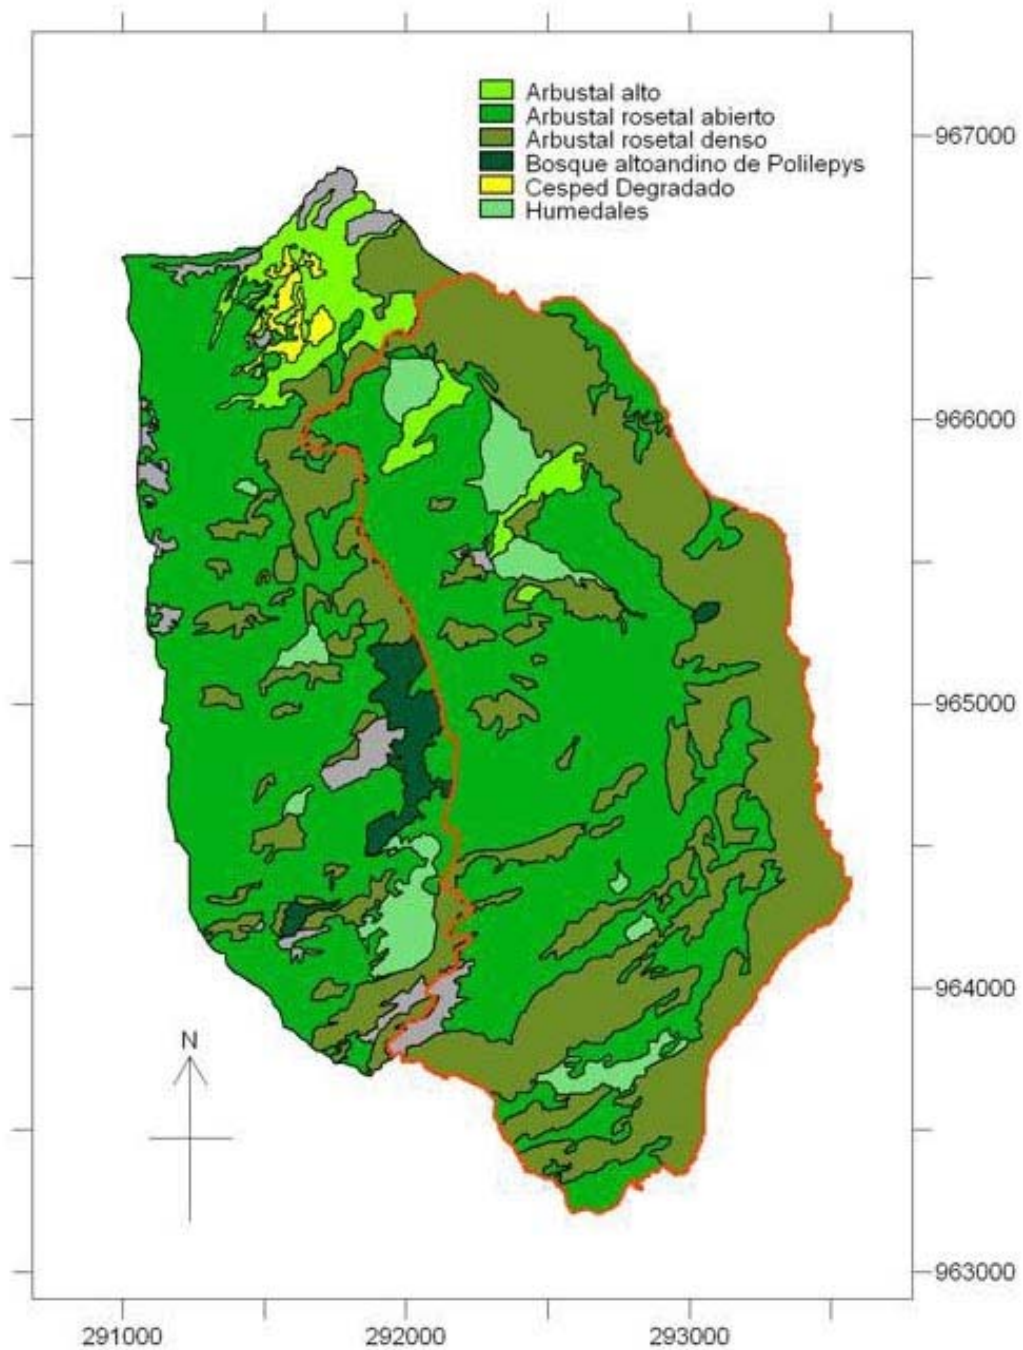 Arbustal alto
Arbustal rosetal abierto
Arbustal rosetal denso
Bosque altoandino de Polilepys
Cesped Degradado
Humedales
967000
966000
965000
964000
963000
N
291000
292000
293000